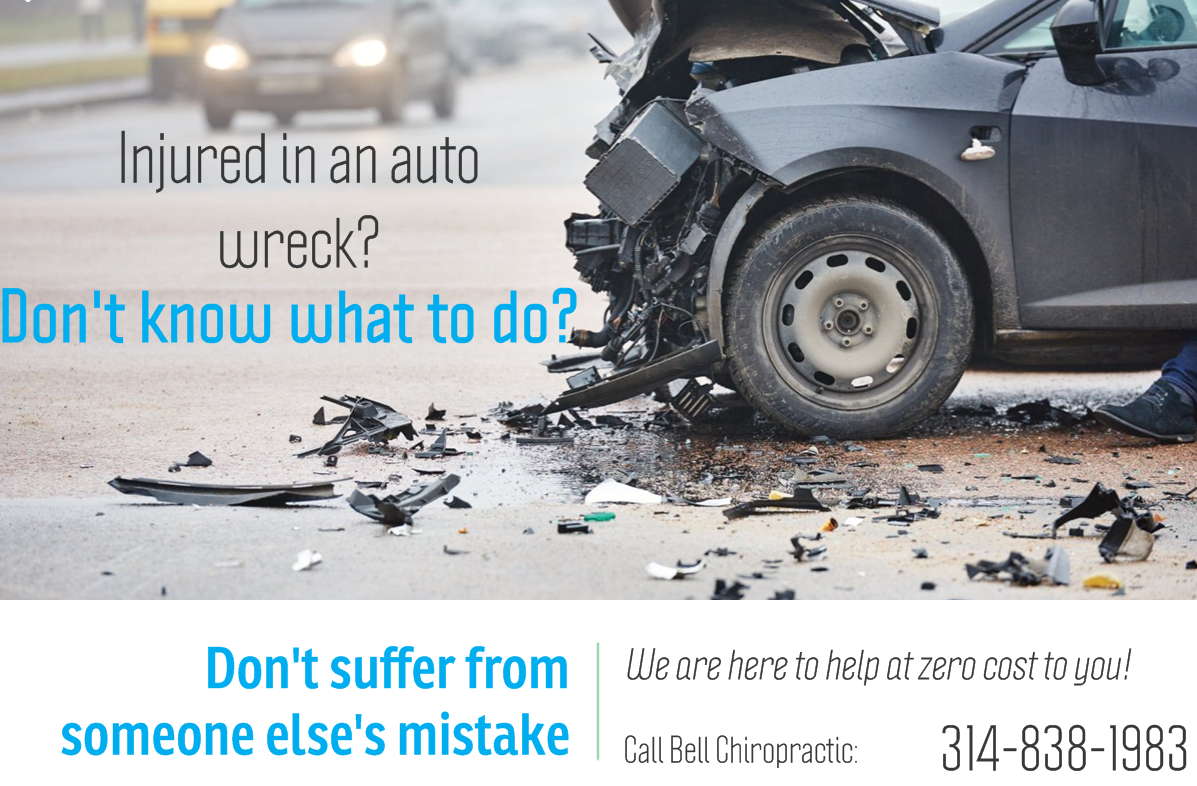 Injured in an auto
wreck?
Don't know what to do?
Don't suffer from
someone else's mistake
We are here to help at zero cost to you!
Call Bell Chiropractic: 314-838-1983